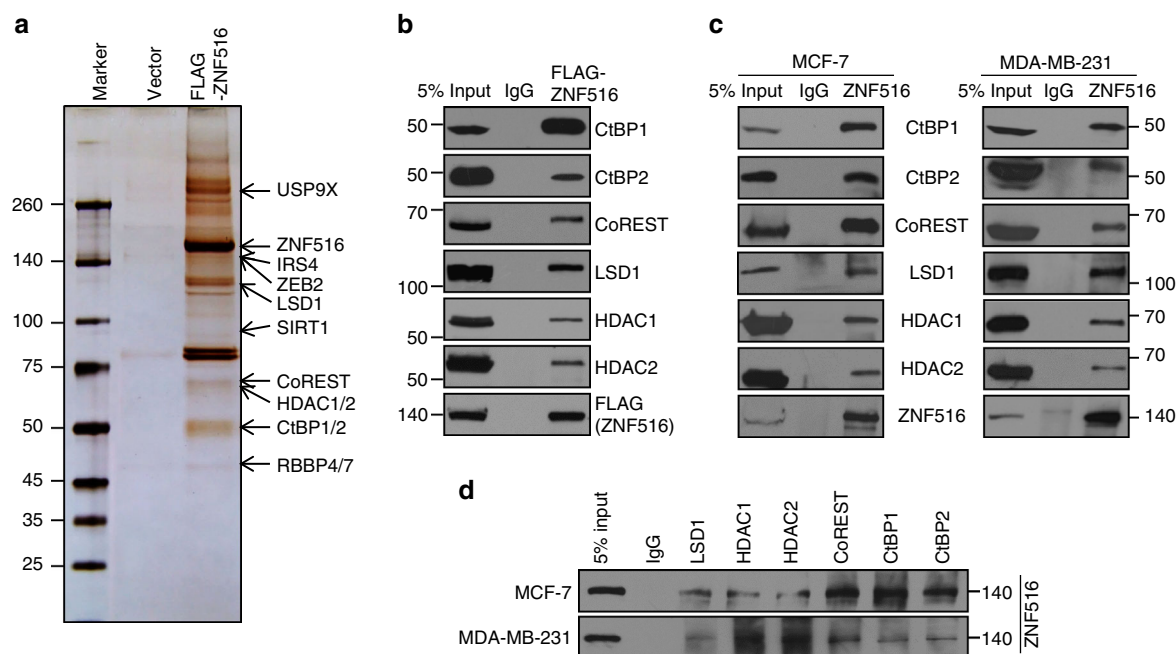 a
Marker
Vector
FLAG
-ZNF516
260
140
100
75
50
45
35
25
USP9X
ZNF516
IRS4
ZEB2
LSD1
SIRT1
CoREST
HDAC1/2
CtBP1/2
RBBP4/7
b
FLAG-
5% Input IgG ZNF516
50 CtBP1
50 CtBP2
70 CoREST
LSD1
100
HDAC1
50
HDAC2
50
140 FLAG
(ZNF516)
c
MCF-7 MDA-MB-231
5% Input IgG ZNF516 5% Input IgG ZNF516
CtBP1 50
CtBP2 50
CoREST 70
LSD1 100
HDAC1 70
HDAC2 70
ZNF516 140
d
5% input
IgG
LSD1
HDAC1
HDAC2
CoREST
CtBP1
CtBP2
MCF-7 140
MDA-MB-231 140
ZNF516